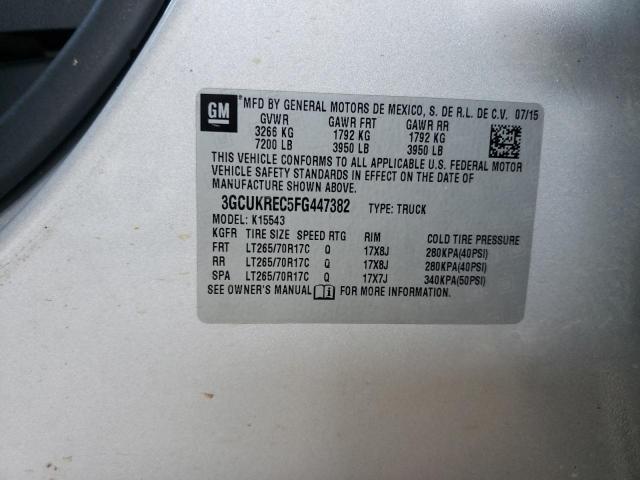 GM ® MFD BY GENERAL MOTORS DE MEXICO, S. DE R.L. DE C.V. 07/15
GVWR GAWR FRT GAWR RR
3266 KG 1792 KG 1792 KG
7200 LB 3950 LB 3950 LB
THIS VEHICLE CONFORMS TO ALL APPLICABLE U.S. FEDERAL MOTOR
VEHICLE SAFETY STANDARDS IN EFFECT ON THE DATE OF
MANUFACTURE SHOWN ABOVE.
3GCUKREC5FG447382 TYPE: TRUCK
MODEL: K15543
KGFR TIRE SIZE SPEED RTG RIM COLD TIRE PRESSURE
FRT LT265/70R17C Q 17X8J 280KPA(40PSI)
RR LT265/70R17C Q 17X8J 280KPA(40PSI)
SPA LT265/70R17C Q 17X7J 340KPA(50PSI)
SEE OWNER'S MANUAL FOR MORE INFORMATION.